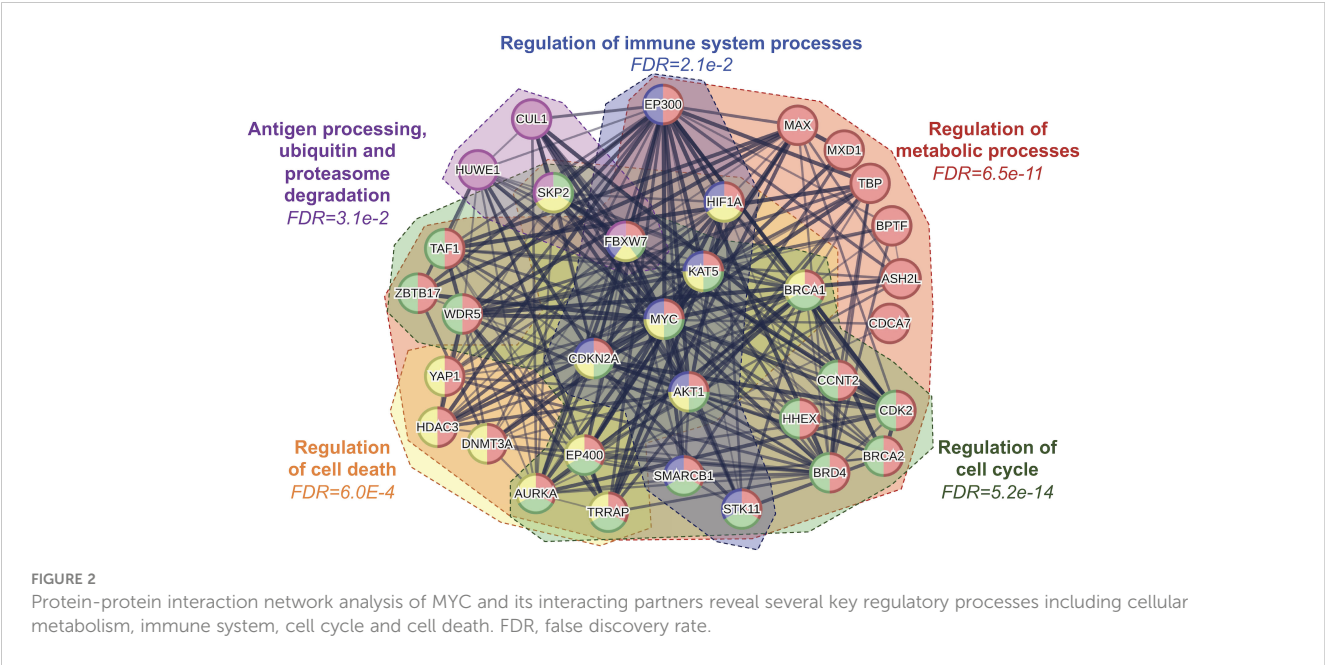 Regulation of immune system processes
FDR=2.1e-2
Antigen processing,
ubiquitin and
proteasome
degradation
FDR=3.1e-2
Regulation of
metabolic processes
FDR=6.5e-11
EP300
CUL1
MAX
MXD1
HUWE1
SKP2
TBP
HIF1A
BPTF
FBXW7
TAF1
KAT5
ASH2L
ZBTB17
BRCA1
WDR5
MYC
CDCA7
CDKN2A
YAP1
CCNT2
AKT1
CDK2
HDAC3
HHEX
DNMT3A
EP400
BRCA2
SMARCB1
BRD4
AURKA
TRRAP
STK11
Regulation
of cell death
FDR=6.0E-4
Regulation of
cell cycle
FDR=5.2e-14
FIGURE 2
Protein-protein interaction network analysis of MYC and its interacting partners reveal several key regulatory processes including cellular
metabolism, immune system, cell cycle and cell death. FDR, false discovery rate.